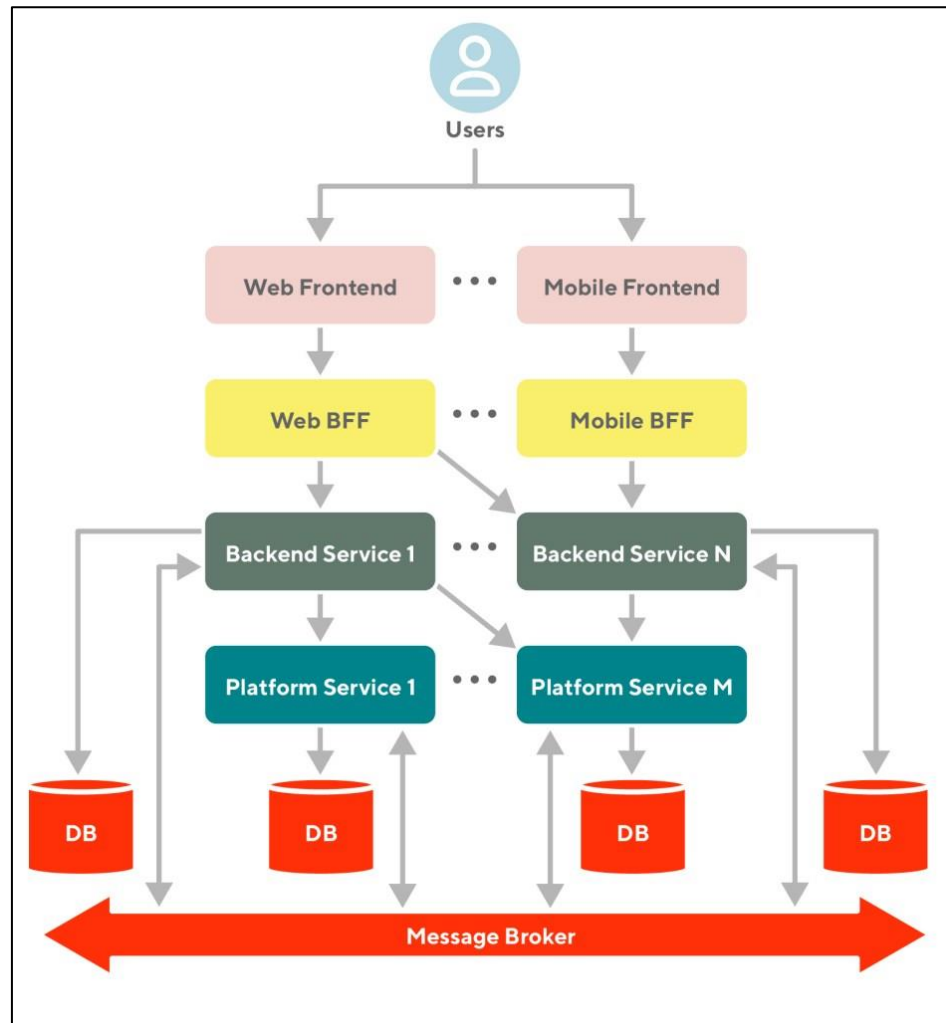 Users
Web Frontend
Mobile Frontend
Web BFF
Mobile BFF
Backend Service 1
Backend Service N
Platform Service 1
Platform Service M
DB
DB
DB
DB
Message Broker